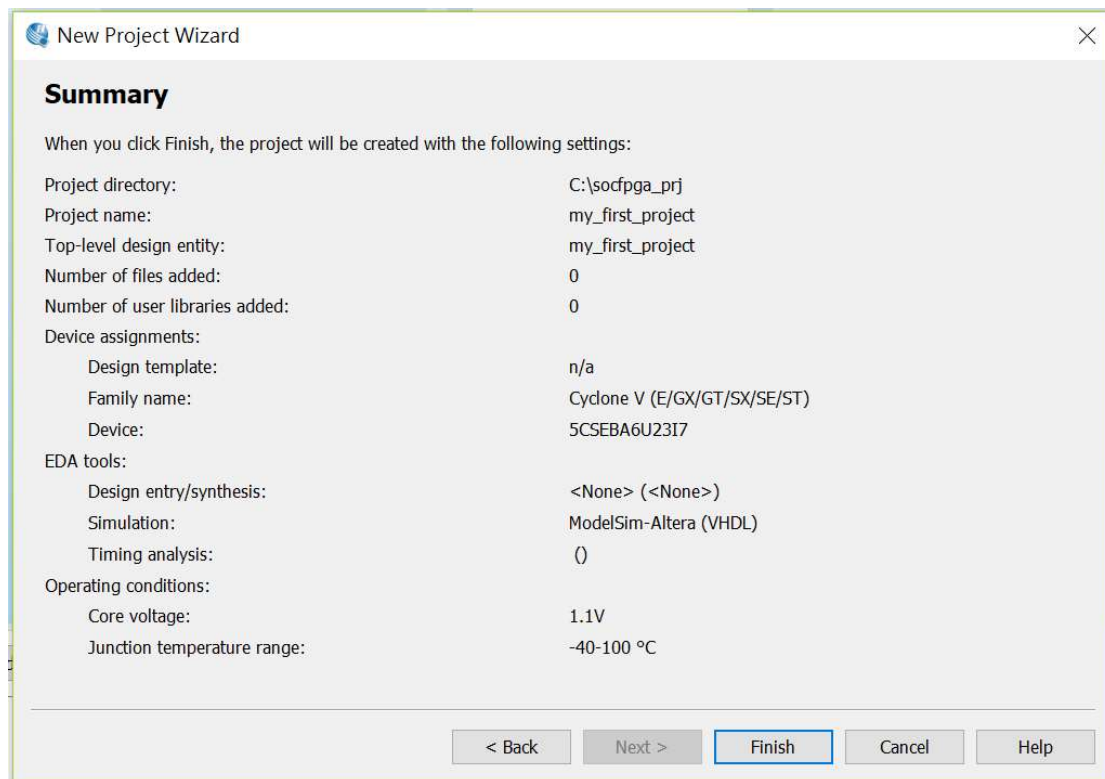 New Project Wizard
Summary
When you click Finish, the project will be created with the following settings:
Project directory: C:\socfpga_prj
Project name: my_first_project
Top-level design entity: my_first_project
Number of files added: 0
Number of user libraries added: 0
Device assignments:
Design template: n/a
Family name: Cyclone V (E/GX/GT/SX/SE/ST)
Device: 5CSEBA6U23I7
EDA tools:
Design entry/synthesis: <None> (<None>)
Simulation: ModelSim-Altera (VHDL)
Timing analysis: ()
Operating conditions:
Core voltage: 1.1V
Junction temperature range: -40-100 °C
< Back Next > Finish Cancel Help